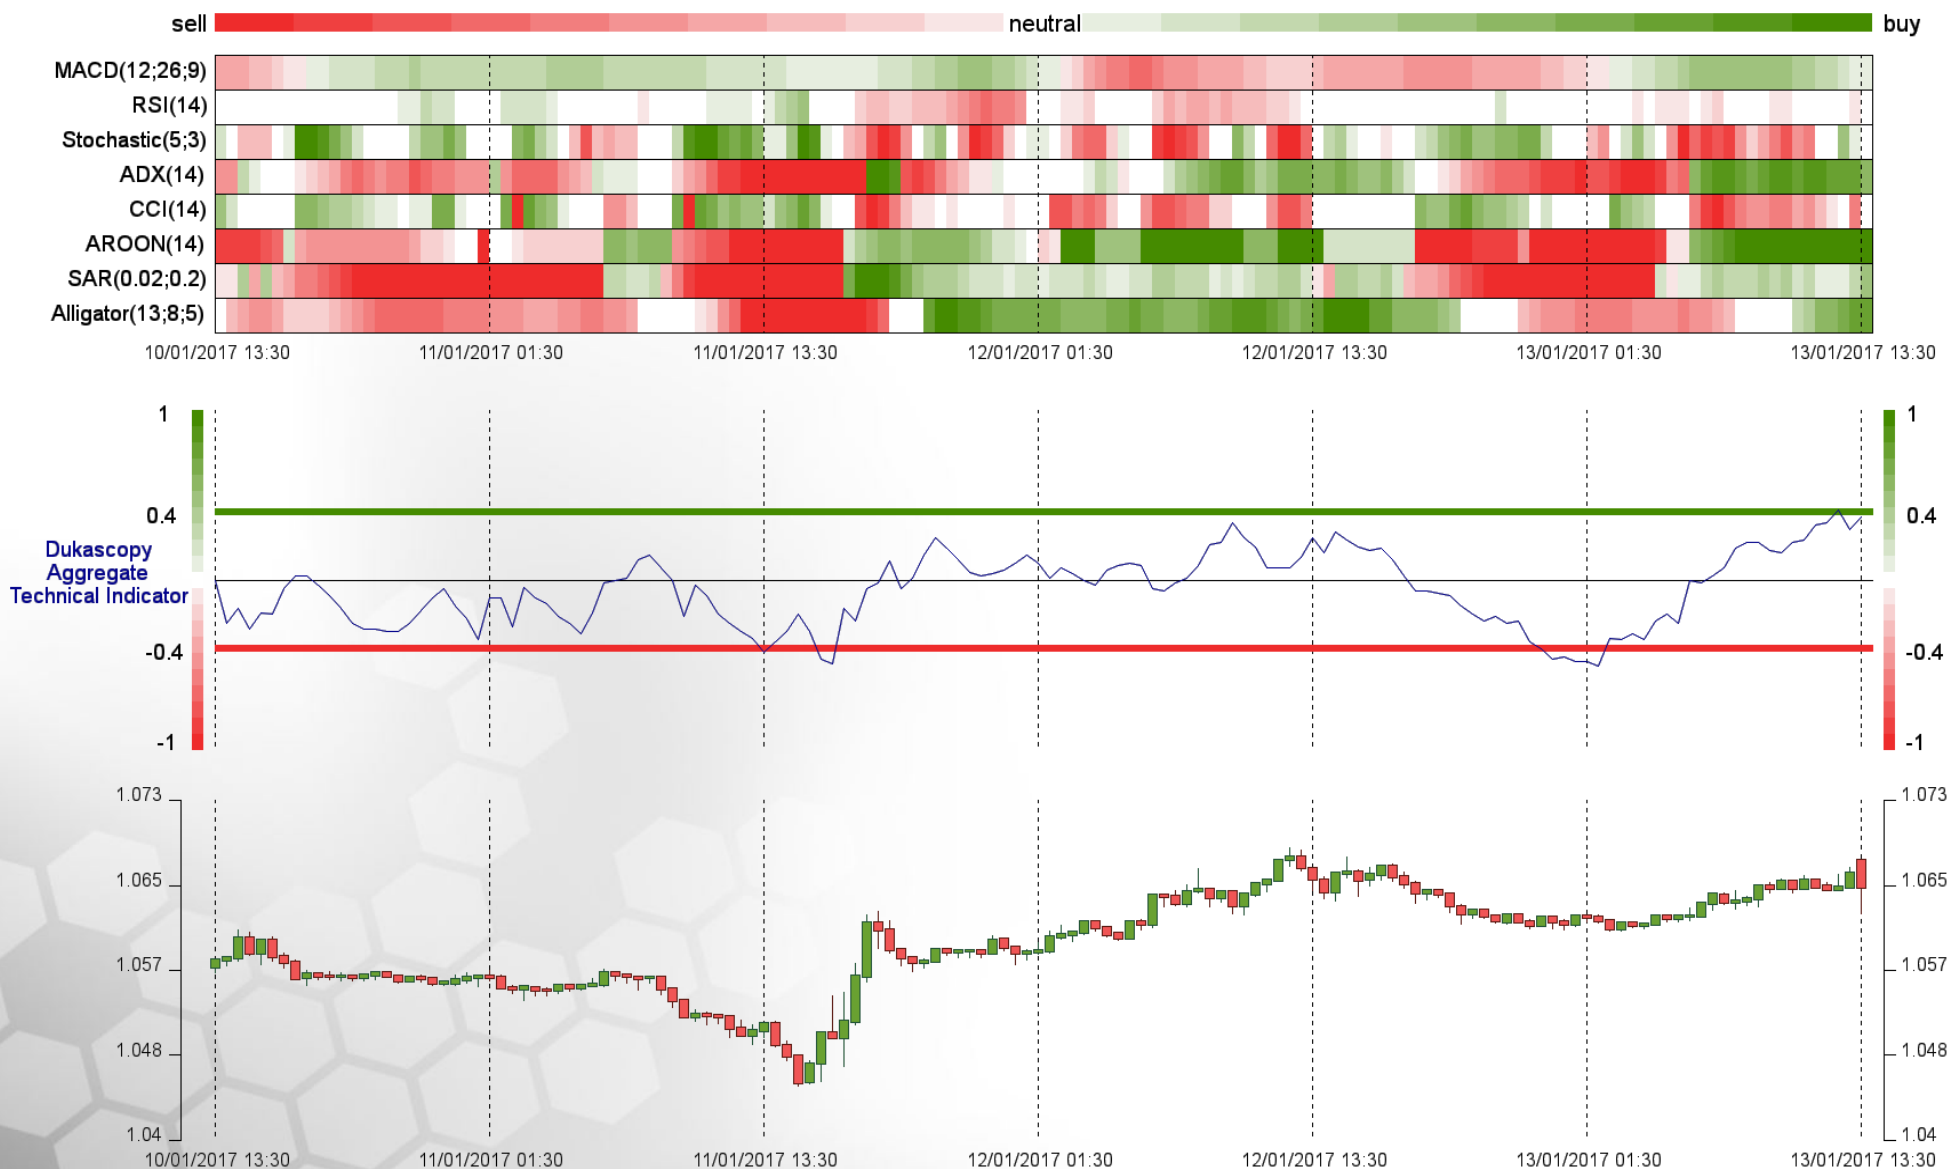 sell neutral buy
MACD(12;26;9)
RSI(14)
Stochastic(5;3)
ADX(14)
CCI(14)
AROON(14)
SAR(0.02;0.2)
Alligator(13;8;5)
10/01/2017 13:30 11/01/2017 01:30 11/01/2017 13:30 12/01/2017 01:30 12/01/2017 13:30 13/01/2017 01:30 13/01/2017 13:30
1 1
0.4 0.4
Dukascopy
Aggregate
Technical Indicator
-0.4 -0.4
-1 -1
1.073 1.073
1.065 1.065
1.057 1.057
1.048 1.048
1.04 1.04
10/01/2017 13:30 11/01/2017 01:30 11/01/2017 13:30 12/01/2017 01:30 12/01/2017 13:30 13/01/2017 01:30 13/01/2017 13:30